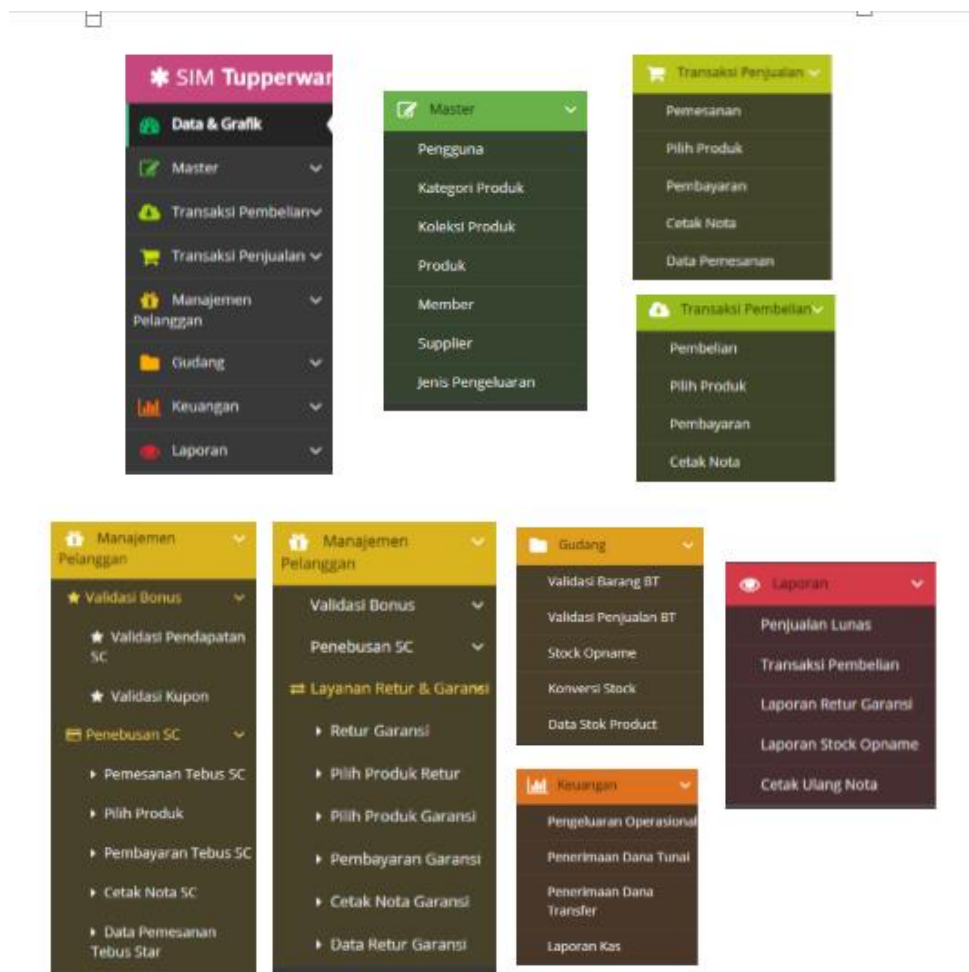 SIM Tupperwar
Data & Grafik
Master
Transaksi Pembelian
Transaksi Penjualan
Manajemen
Pelanggan
Gudang
Keuangan
Laporan
Master
Pengguna
Kategori Produk
Koleksi Produk
Produk
Member
Supplier
Jenis Pengeluaran
Transaksi Penjualan
Pemesanan
Pilih Produk
Pembayaran
Cetak Nota
Data Pemesanan
Transaksi Pembelian
Pembelian
Pilih Produk
Pembayaran
Cetak Nota
Manajemen
Pelanggan
Validasi Bonus
Validasi Pendapatan
SC
Validasi Kupon
Penebusan SC
Pemesanan Tebus SC
Pilih Produk
Pembayaran Tebus SC
Cetak Nota SC
Data Pemesanan
Tebus Star
Manajemen
Pelanggan
Validasi Bonus
Penebusan SC
Layanan Retur & Garansi
Retur Garansi
Pilih Produk Retur
Pilih Produk Garansi
Pembayaran Garansi
Cetak Nota Garansi
Data Retur Garansi
Gudang
Validasi Barang BT
Validasi Penjualan BT
Stock Opname
Konversi Stock
Data Stok Product
Keuangan
Pengeluaran Operasional
Penerimaan Dana Tunai
Penerimaan Dana
Transfer
Laporan Kas
Laporan
Penjualan Lunas
Transaksi Pembelian
Laporan Retur Garansi
Laporan Stock Opname
Cetak Ulang Nota